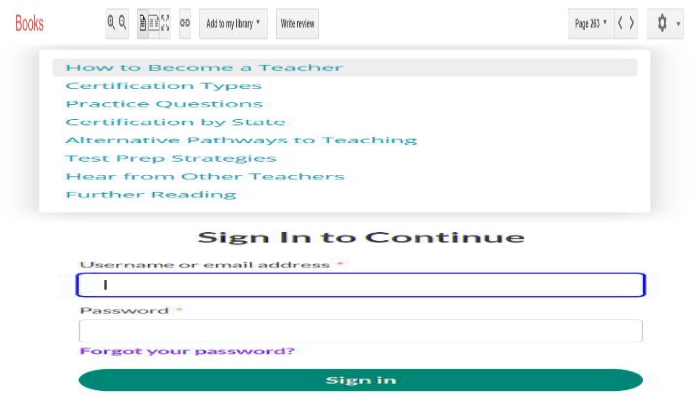 Books Add to my library Write review Page 263
How to Become a Teacher
Certification Types
Practice Questions
Certification by State
Alternative Pathways to Teaching
Test Prep Strategies
Hear from Other Teachers
Further Reading
Sign In to Continue
Username or email address *
Password *
Forgot your password?
Sign in